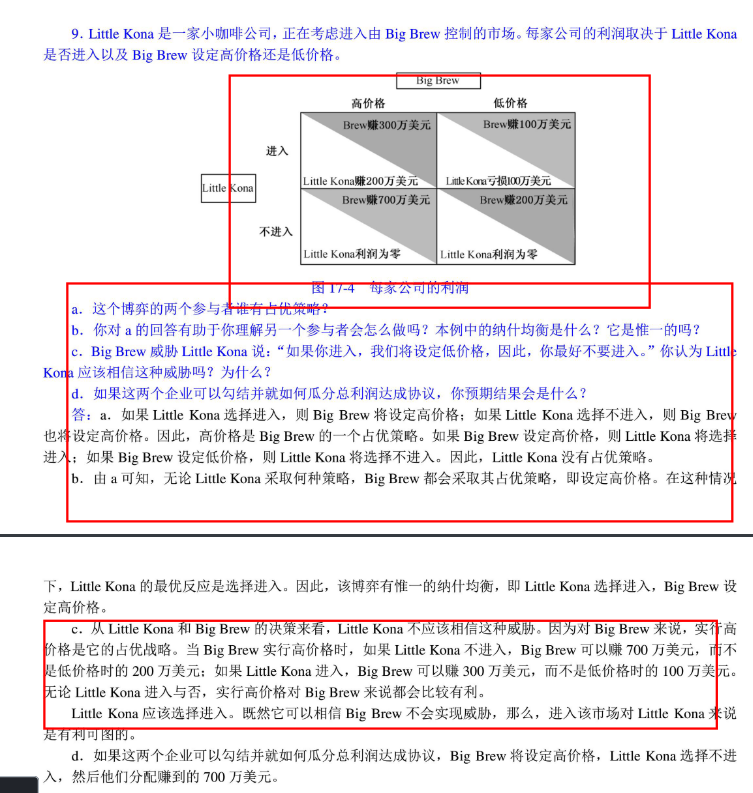 9．Little Kona 是一家小咖啡公司，正在考虑进入由 Big Brew 控制的市场。每家公司的利润取决于 Little Kona
是否进入以及 Big Brew 设定高价格还是低价格。
Big Brew
高价格 低价格
Brew赚300万美元 Brew赚100万美元
进入
Little Kona赚200万美元 Little Kona亏损100万美元
Little Kona
Brew赚700万美元 Brew赚200万美元
不进入
Little Kona利润为零 Little Kona利润为零
图 17-4 每家公司的利润
a．这个博弈的两个参与者谁有占优策略？
b．你对 a 的回答有助于你理解另一个参与者会怎么做吗？本例中的纳什均衡是什么？它是惟一的吗？
c．Big Brew 威胁 Little Kona 说：“如果你进入，我们将设定低价格，因此，你最好不要进入。”你认为 Little
Kona 应该相信这种威胁吗？为什么？
d．如果这两个企业可以勾结并就如何瓜分总利润达成协议，你预期结果会是什么？
答：a．如果 Little Kona 选择进入，则 Big Brew 将设定高价格；如果 Little Kona 选择不进入，则 Big Brew
也将设定高价格。因此，高价格是 Big Brew 的一个占优策略。如果 Big Brew 设定高价格，则 Little Kona 将选择
进入；如果 Big Brew 设定低价格，则 Little Kona 将选择不进入。因此，Little Kona 没有占优策略。
b．由 a 可知，无论 Little Kona 采取何种策略，Big Brew 都会采取其占优策略，即设定高价格。在这种情况
下，Little Kona 的最优反应是选择进入。因此，该博弈有惟一的纳什均衡，即 Little Kona 选择进入，Big Brew 设
定高价格。
c．从 Little Kona 和 Big Brew 的决策来看，Little Kona 不应该相信这种威胁。因为对 Big Brew 来说，实行高
价格是它的占优战略。当 Big Brew 实行高价格时，如果 Little Kona 不进入，Big Brew 可以赚 700 万美元，而不
是低价格时的 200 万美元；如果 Little Kona 进入，Big Brew 可以赚 300 万美元，而不是低价格时的 100 万美元。
无论 Little Kona 进入与否，实行高价格对 Big Brew 来说都会比较有利。
Little Kona 应该选择进入。既然它可以相信 Big Brew 不会实现威胁，那么，进入该市场对 Little Kona 来说
是有利可图的。
d．如果这两个企业可以勾结并就如何瓜分总利润达成协议，Big Brew 将设定高价格，Little Kona 选择不进
入，然后他们分配赚到的 700 万美元。